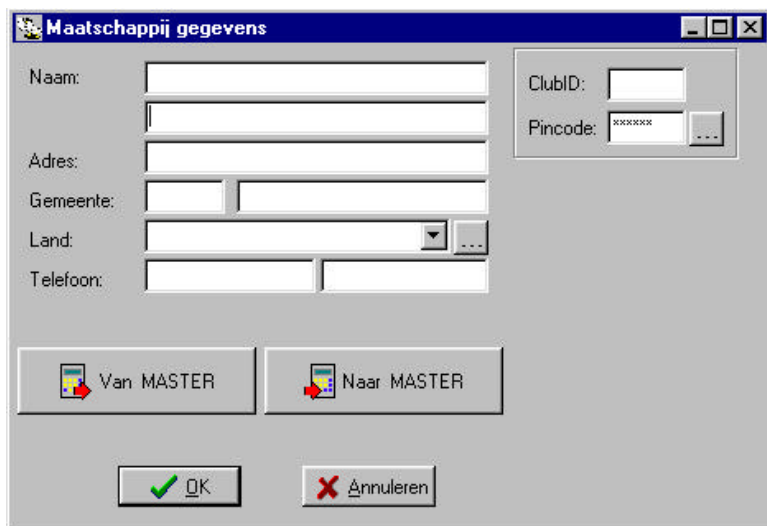 Maatschappij gegevens
Naam:
ClubID:
Pincode: ****** ...
Adres:
Gemeente:
Land: ...
Telefoon:
Van MASTER
Naar MASTER
OK
Annuleren